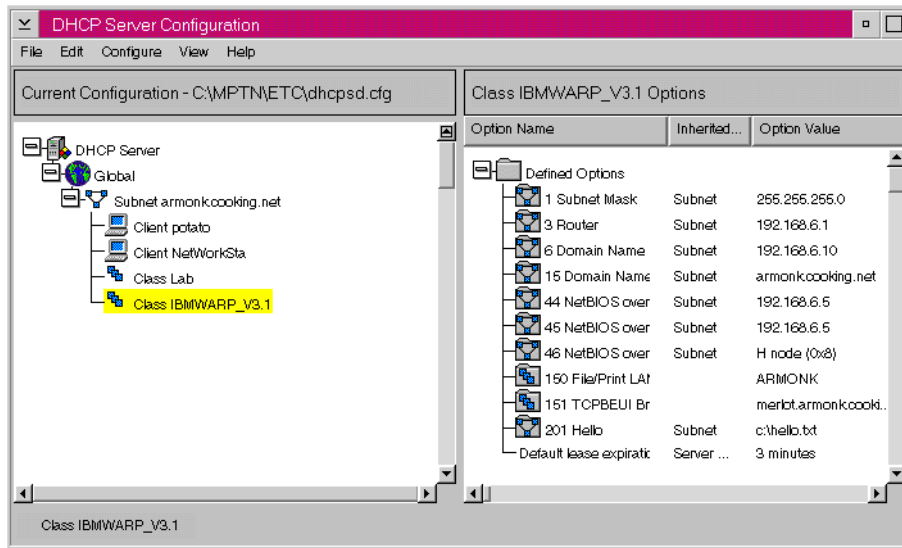 DHCP Server Configuration
File Edit Configure View Help
Current Configuration - C:\MPTN\ETC\dhcpsd.cfg
DHCP Server
Global
Subnet armonk.cooking.net
Client potato
Client NetWorkSta
Class Lab
Class IBMWARP_V3.1
Class IBMWARP_V3.1 Options
Option Name Inherited... Option Value
Defined Options
1 Subnet Mask Subnet 255.255.255.0
3 Router Subnet 192.168.6.1
6 Domain Name Subnet 192.168.6.10
15 Domain Name Subnet armonk.cooking.net
44 NetBIOS over Subnet 192.168.6.5
45 NetBIOS over Subnet 192.168.6.5
46 NetBIOS over Subnet H node (0x8)
150 File/Print LAN ARMONK
151 TCPBEUI Br merlot.armonk.cooki..
201 Hello Subnet c:\hello.txt
Default lease expiratic Server ... 3 minutes
Class IBMWARP_V3.1